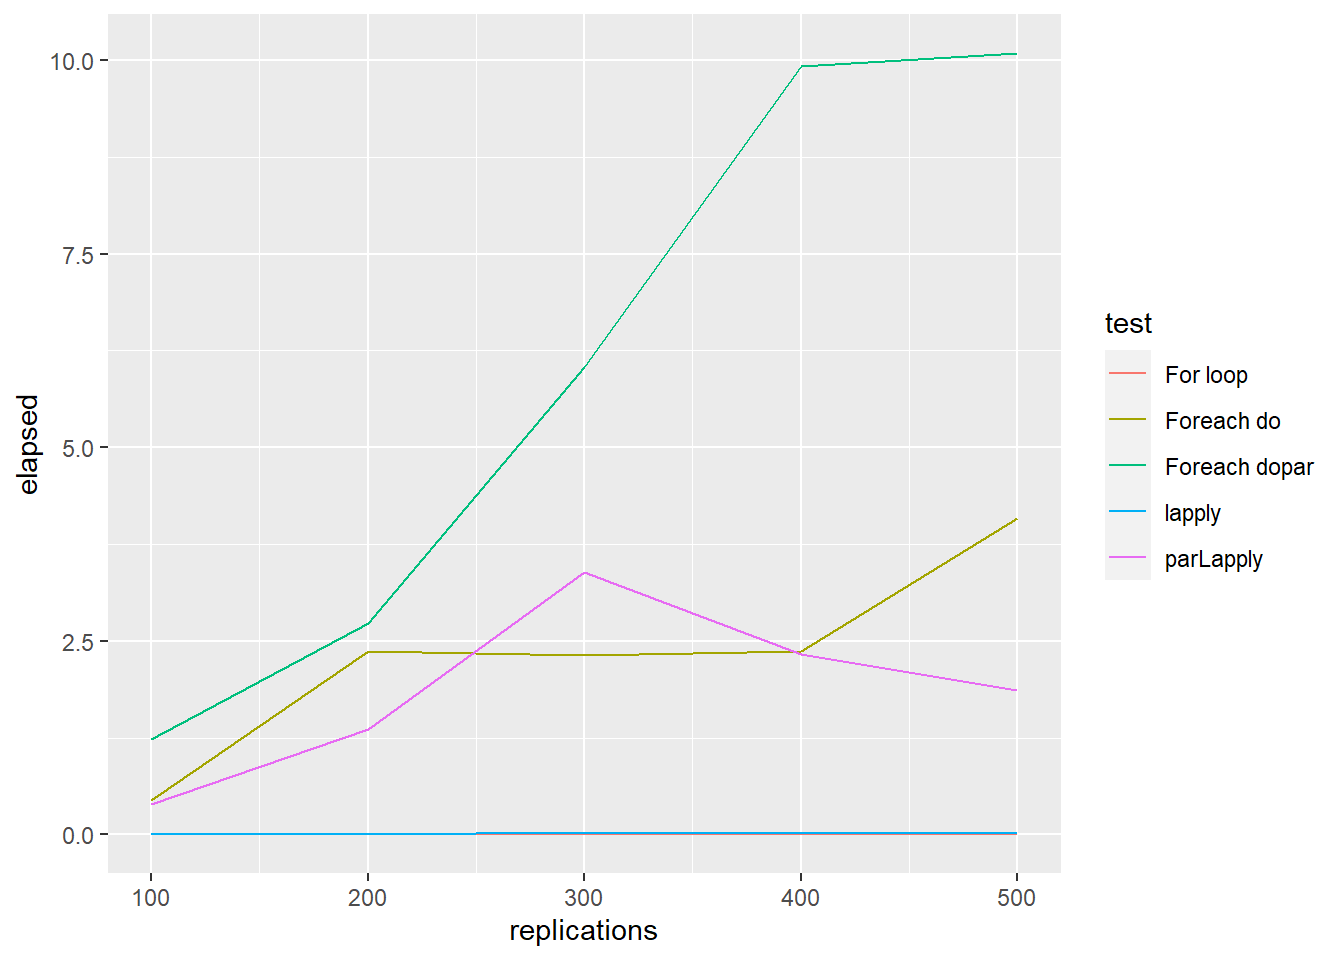 10.0
7.5
5.0
2.5
0.0
elapsed
100 200 300 400 500
replications
test
For loop
Foreach do
Foreach dopar
lapply
parLapply